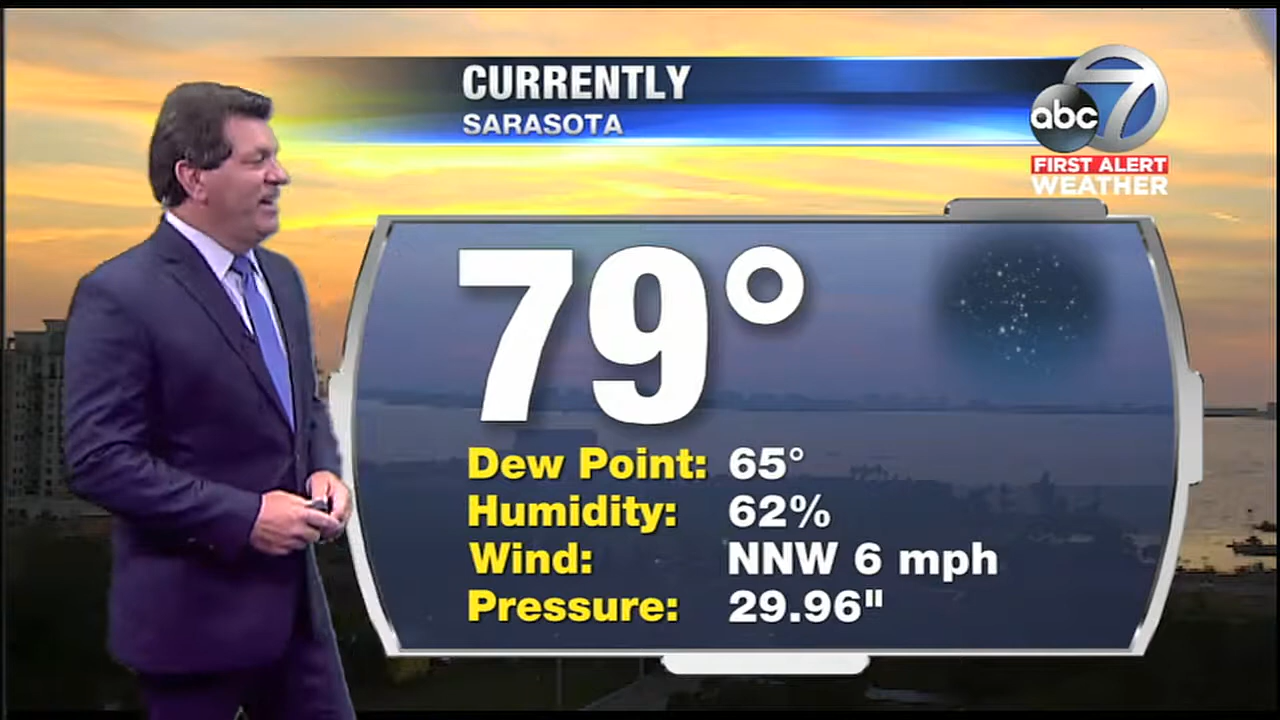 CURRENTLY
SARASOTA
abc 7
FIRST ALERT
WEATHER
79°
Dew Point: 65°
Humidity: 62%
Wind: NNW 6 mph
Pressure: 29.96"